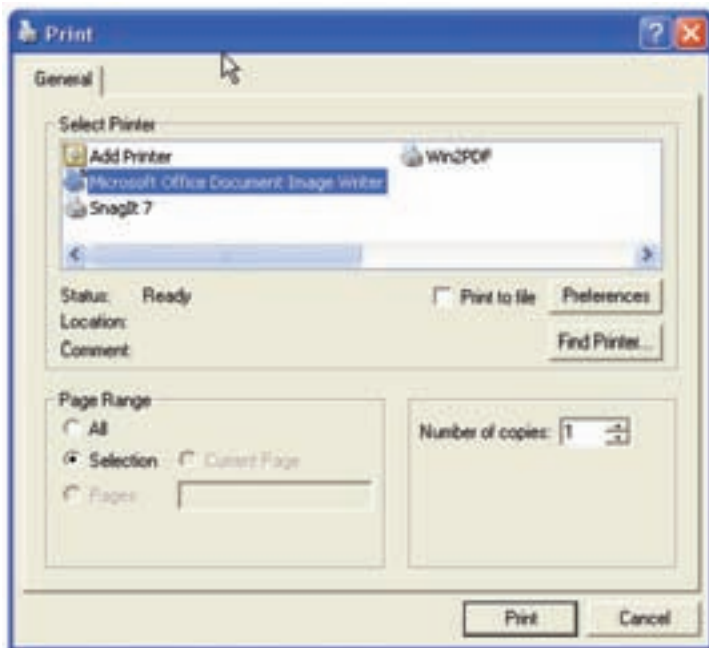 Print
General
Select Printer
Add Printer
Win2PDF
Microsoft Office Document Image Writer
SnagIt 7
Status: Ready
Print to file
Preferences
Location:
Comment:
Find Printer...
Page Range
All
Number of copies: 1
Selection
Current Page
Pages
Print
Cancel